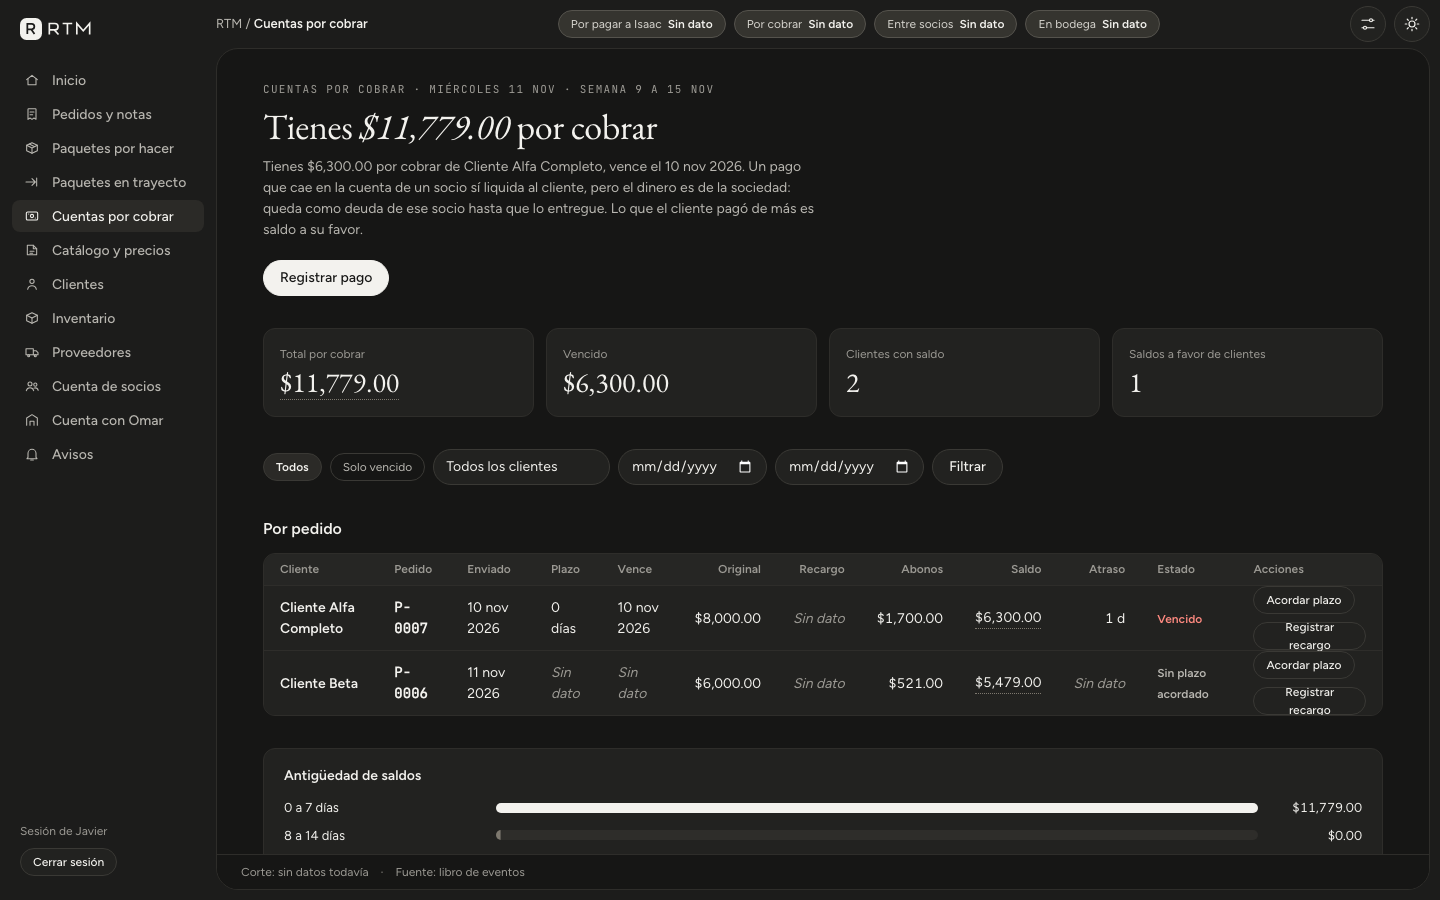 R RTM
RTM / Cuentas por cobrar
Por pagar a Isaac Sin dato
Por cobrar Sin dato
Entre socios Sin dato
En bodega Sin dato
Inicio
Pedidos y notas
Paquetes por hacer
Paquetes en trayecto
Cuentas por cobrar
Catálogo y precios
Clientes
Inventario
Proveedores
Cuenta de socios
Cuenta con Omar
Avisos
Sesión de Javier
Cerrar sesión
CUENTAS POR COBRAR · MIÉRCOLES 11 NOV · SEMANA 9 A 15 NOV
Tienes $11,779.00 por cobrar
Tienes $6,300.00 por cobrar de Cliente Alfa Completo, vence el 10 nov 2026. Un pago
que cae en la cuenta de un socio sí liquida al cliente, pero el dinero es de la sociedad:
queda como deuda de ese socio hasta que lo entregue. Lo que el cliente pagó de más es
saldo a su favor.
Registrar pago
Total por cobrar
$11,779.00
Vencido
$6,300.00
Clientes con saldo
2
Saldos a favor de clientes
1
Todos
Solo vencido
Todos los clientes
mm/dd/yyyy
mm/dd/yyyy
Filtrar
Por pedido
Cliente Pedido Enviado Plazo Vence Original Recargo Abonos Saldo Atraso Estado Acciones
Cliente Alfa Completo P-0007 10 nov 2026 0 días 10 nov 2026 $8,000.00 Sin dato $1,700.00 $6,300.00 1 d Vencido Acordar plazo Registrar recargo
Cliente Beta P-0006 11 nov 2026 Sin dato Sin dato $6,000.00 Sin dato $521.00 $5,479.00 Sin dato Sin plazo acordado Acordar plazo Registrar recargo
Antigüedad de saldos
0 a 7 días $11,779.00
8 a 14 días $0.00
Corte: sin datos todavía · Fuente: libro de eventos